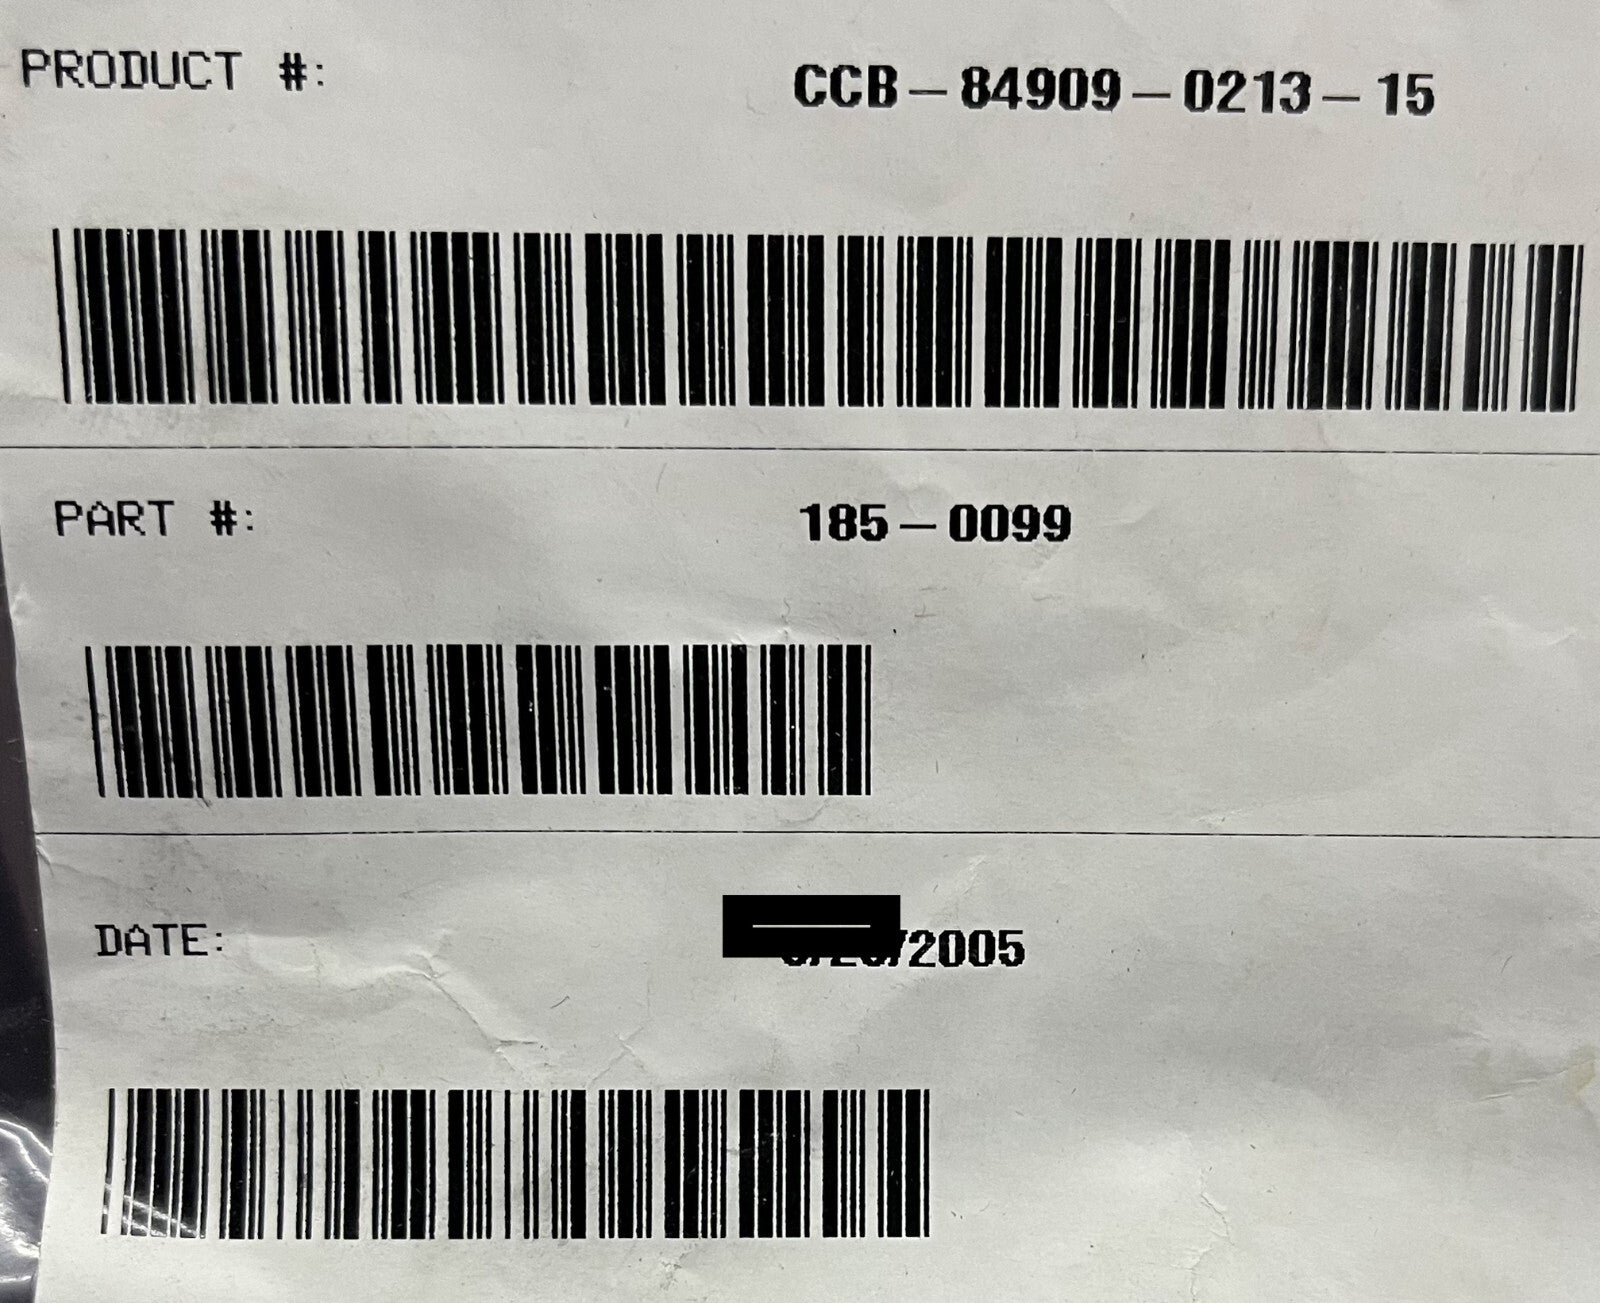 PRODUCT #: CCB-84909-0213-15
PART #: 185-0099
DATE: /2005